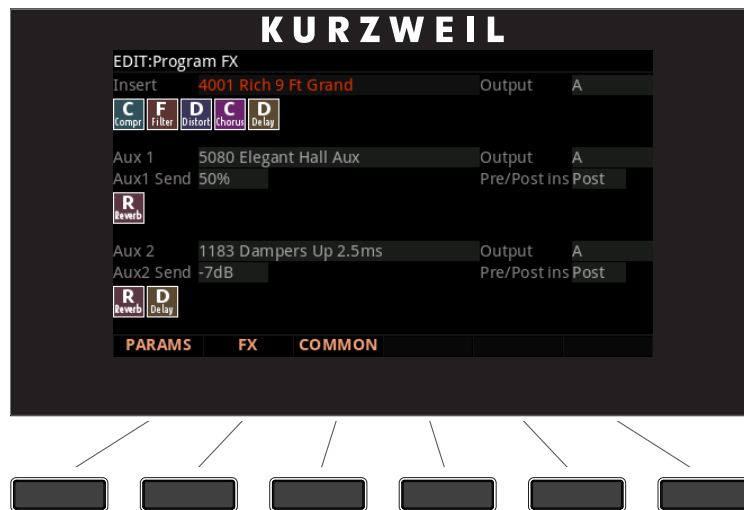 KURZWEIL
EDIT:Program FX
Insert 4001 Rich 9 Ft Grand Output A
C F D C D
Compr Filter Distort Chorus Delay
Aux 1 5080 Elegant Hall Aux Output A
Aux1 Send 50% Pre/Post ins Post
R
Reverb
Aux 2 1183 Dampers Up 2.5ms Output A
Aux2 Send -7dB Pre/Post ins Post
R D
Reverb Delay
PARAMS FX COMMON